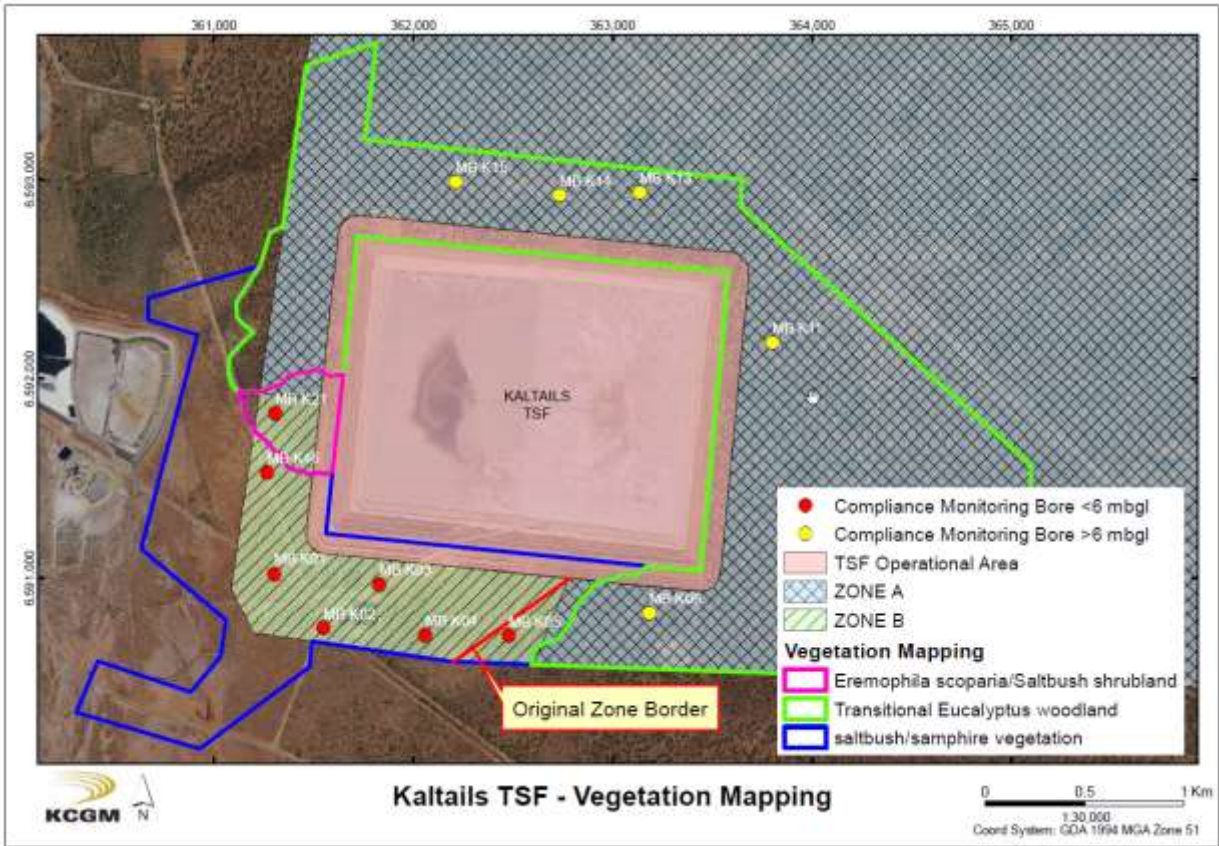 361,000 362,000 363,000 364,000 365,000
6,593,000
6,592,000
6,591,000
MB K15
MB K14
MB K13
MB K11
KALTAILS
TSF
MB K21
MB K03
MB K02
MB K04
MB K05
Original Zone Border
Compliance Monitoring Bore <6 mbgl
Compliance Monitoring Bore >6 mbgl
TSF Operational Area
ZONE A
ZONE B
Vegetation Mapping
Eremophila scoparia/Saltbush shrubland
Transitional Eucalyptus woodland
saltbush/samphire vegetation
KCGM
N
Kaltails TSF - Vegetation Mapping
0 0.5 1 Km
1:30,000
Coord System: GDA 1994 MGA Zone 51